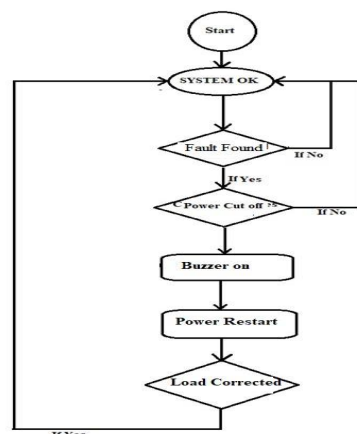 Start
SYSTEM OK
Fault Found
If No
If Yes
Power Cut off
If No
Buzzer on
Power Restart
Load Corrected
If Yes